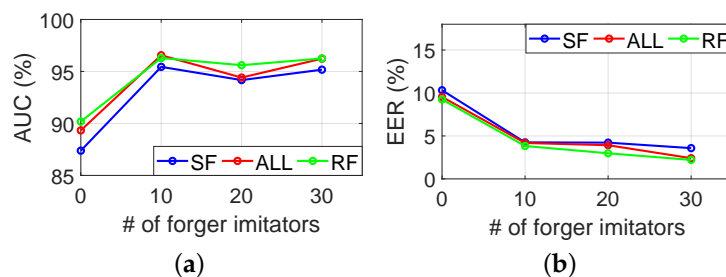 100
95
90
85
AUC (%)
SF ALL RF
0 10 20 30
# of forger imitators
(a)
SF ALL RF
15
10
5
0
EER (%)
0 10 20 30
# of forger imitators
(b)